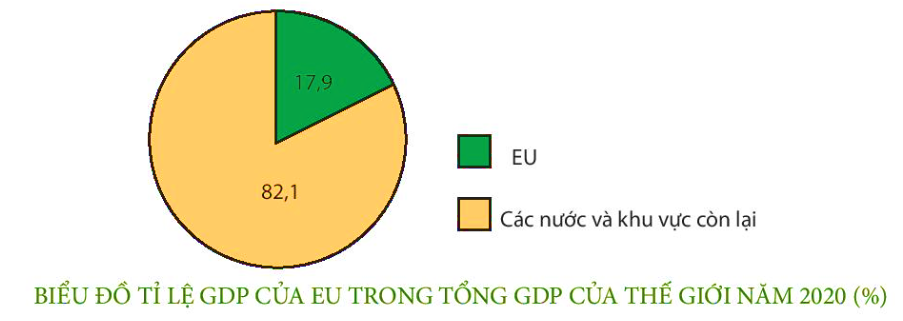 17,9
82,1
EU
Các nước và khu vực còn lại
BIỂU ĐỒ TỈ LỆ GDP CỦA EU TRONG TỔNG GDP CỦA THẾ GIỚI NĂM 2020 (%)